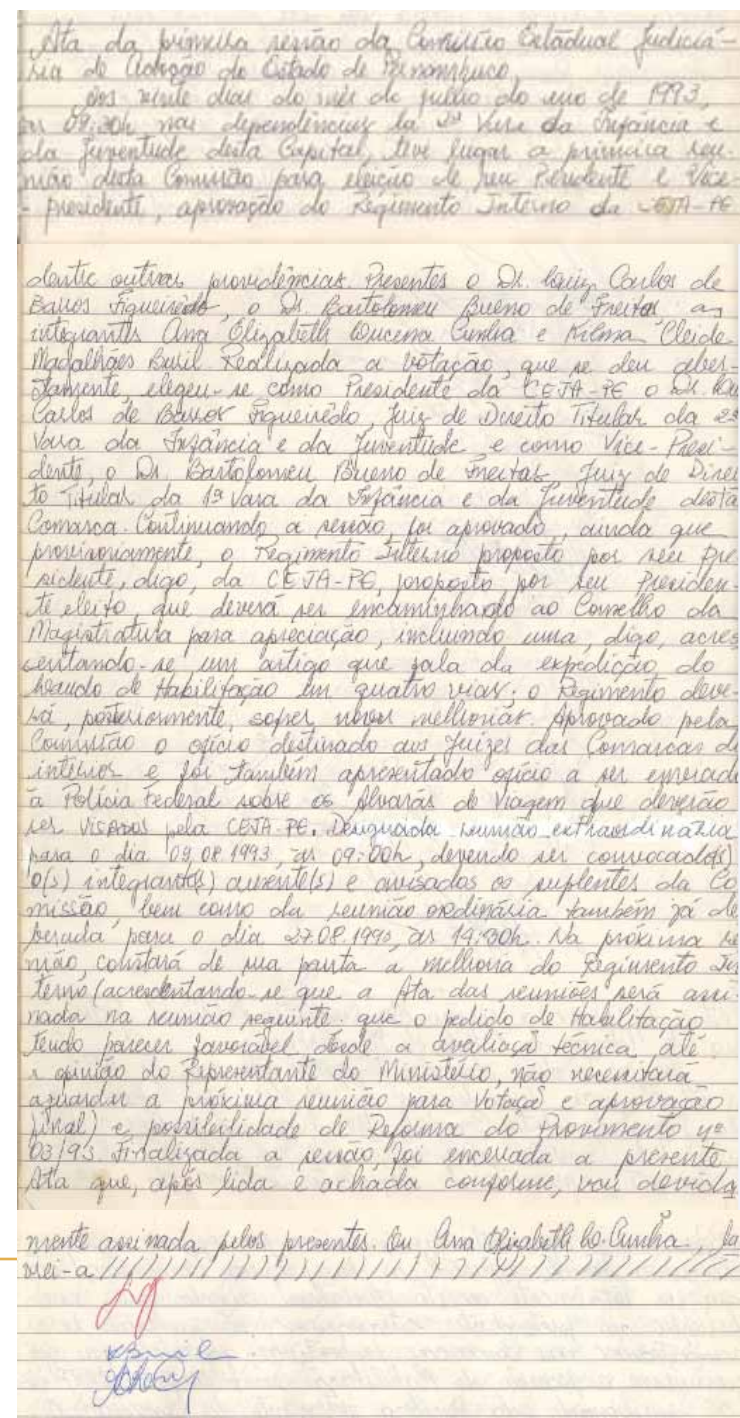 Ata da primeira sessão da Comissão Estadual Judiciá-
ria de Adoção do Estado de Pernambuco
Aos vinte dias do mês de julho do ano de 1993,
às 09:30h nas dependências da 2ª Vara da Infância e
da Juventude desta Capital, teve lugar a primeira reu-
nião desta Comissão para eleição de seu Presidente e Vice-
- presidente, aprovação do Regimento Interno da CEJA-PE
dentre outras providências. Presentes o Dr. Luiz Carlos de
Barros Figueirêdo, o Dr. Bartolomeu Bueno de Freitas as
integrantes Ana Elizabeth Lucena Cunha e Kilma Cleide
Magalhães Buril. Realizada a votação, que se deu aber-
tamente, elegeu-se como Presidente da CEJA-PE o Dr. Luiz
Carlos de Barros Figueirêdo, Juiz de Direito Titular da 2ª
Vara da Infância e da Juventude e como Vice-Presi-
dente, o Dr. Bartolomeu Bueno de Freitas Juiz de Direi
to Titular da 1ª Vara da Infância e da Juventude desta
Comarca. Continuando a sessão, foi aprovado, ainda que
provisoriamente, o Regimento Interno proposto por seu pre
sidente, digo, da CEJA-PE, proposto por seu Presiden-
te eleito, que deverá ser encaminhado ao Conselho da
Magistratura para apreciação, incluindo uma, digo, acres
centando-se um artigo que fala da expedição do
Laudo de Habilitação em quatro vias; o Regimento deve-
rá, posteriormente, sofrer novas melhorias. Aprovado pela
Comissão o ofício destinado aos Juízes das Comarcas do
interior e foi também apresentado ofício a ser enviado
à Polícia Federal sobre os Alvarás de Viagem que deverão
ser visados pela CEJA-PE. Designada reunião extraordinária
para o dia 09.08.1993, às 09:00h, devendo ser convocado(s)
o(s) integrante(s) ausente(s) e avisados os suplentes da Co
missão, bem como da reunião ordinária também já de
para o dia 27.08.1993, às 14:30h. Na próxima reu
nião, constará de sua pauta a melhoria do Regimento In
terno (acrescentando-se que a Ata das reuniões será assi-
nada na reunião seguinte. que o pedido de Habilitação
tendo parecer favorável desde a avaliação técnica até
a opinião do Representante do Ministério, não necessitará
aguardar a próxima reunião para votação e aprovação
final) e possibilidade de Reforma do Provimento nº
03/93. Finalizada a sessão, foi encerrada a presente
Ata que, após lida e achada conforme, vai devida
mente assinada pelos presentes. Eu Ana Elizabeth L. Cunha, la
vrei-a
KBuril